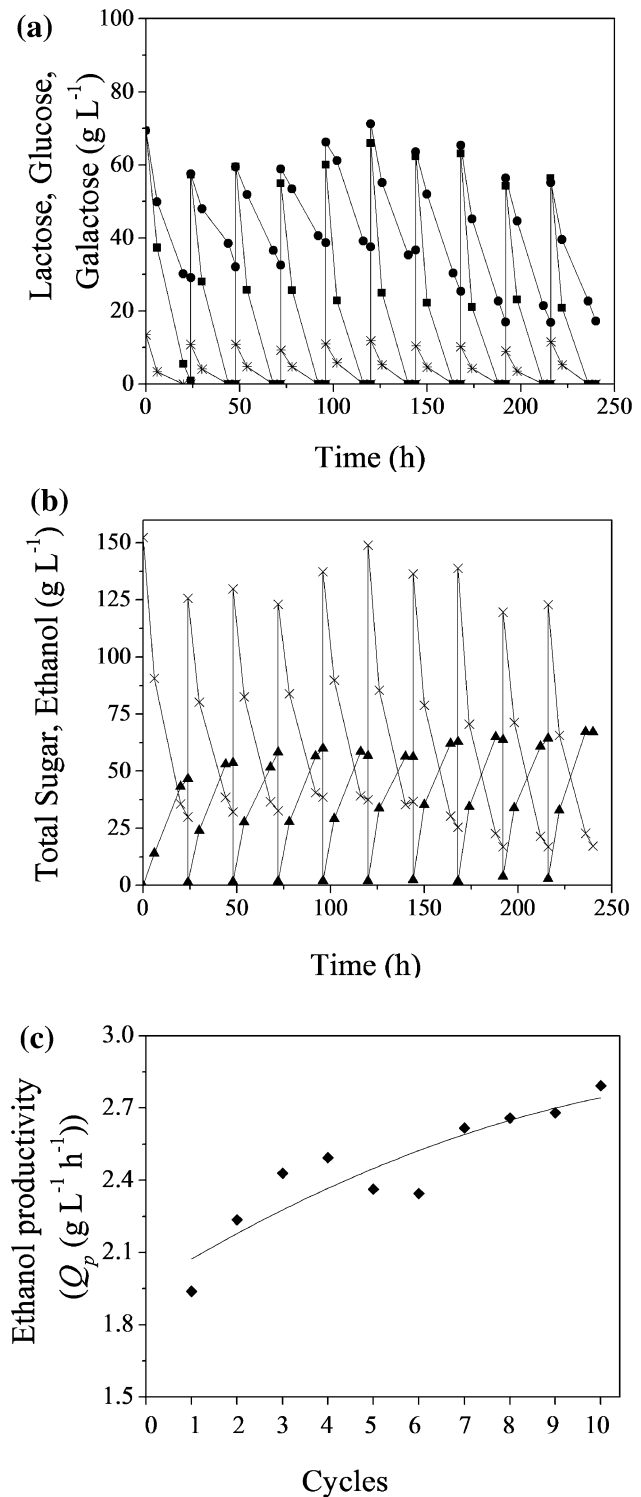 (a)
Lactose, Glucose,
Galactose (g L⁻¹)
100
80
60
40
20
0
0 50 100 150 200 250
Time (h)
(b)
Total Sugar, Ethanol (g L⁻¹)
150
125
100
75
50
25
0
0 50 100 150 200 250
Time (h)
(c)
Ethanol productivity
(Qₚ (g L⁻¹ h⁻¹))
3.0
2.7
2.4
2.1
1.8
1.5
0 1 2 3 4 5 6 7 8 9 10
Cycles